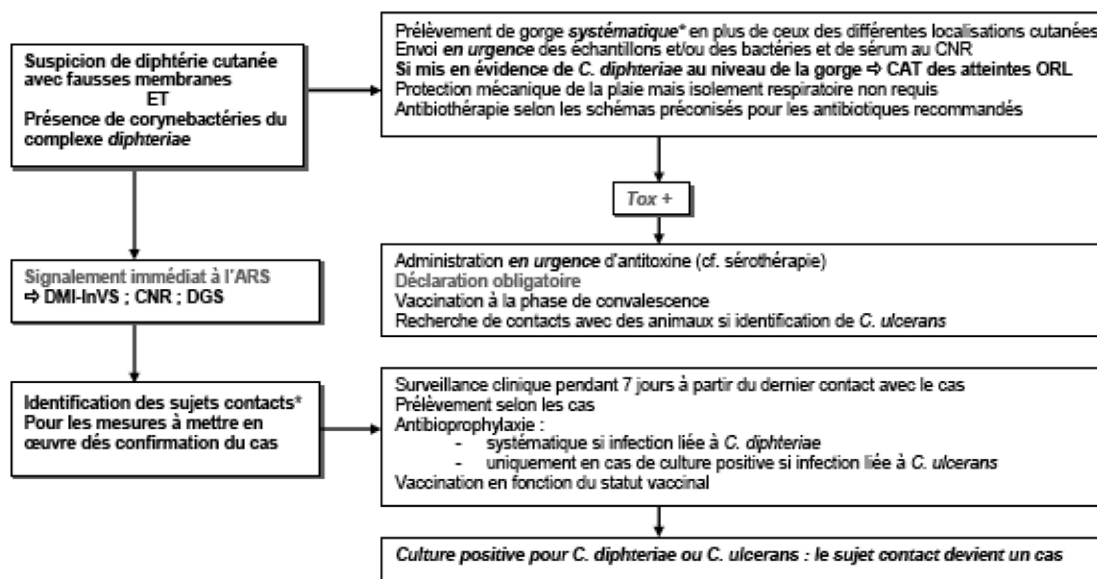 Suspicion de diphtérie cutanée
avec fausses membranes
ET
Présence de corynebactéries du
complexe diphteriae
Prélèvement de gorge systématique* en plus de ceux des différentes localisations cutanées
Envoi en urgence des échantillons et/ou des bactéries et de sérum au CNR
Si mis en évidence de C. diphteriae au niveau de la gorge ⇨ CAT des atteintes ORL
Protection mécanique de la plaie mais isolement respiratoire non requis
Antibiothérapie selon les schémas préconisés pour les antibiotiques recommandés
Tox +
Signalement immédiat à l'ARS
⇨ DMI-InVS ; CNR ; DGS
Administration en urgence d'antitoxine (cf. sérothérapie)
Déclaration obligatoire
Vaccination à la phase de convalescence
Recherche de contacts avec des animaux si identification de C. ulcerans
Identification des sujets contacts*
Pour les mesures à mettre en
œuvre dés confirmation du cas
Surveillance clinique pendant 7 jours à partir du dernier contact avec le cas
Prélèvement selon les cas
Antibioprophylaxie :
- systématique si infection liée à C. diphteriae
- uniquement en cas de culture positive si infection liée à C. ulcerans
Vaccination en fonction du statut vaccinal
Culture positive pour C. diphteriae ou C. ulcerans : le sujet contact devient un cas